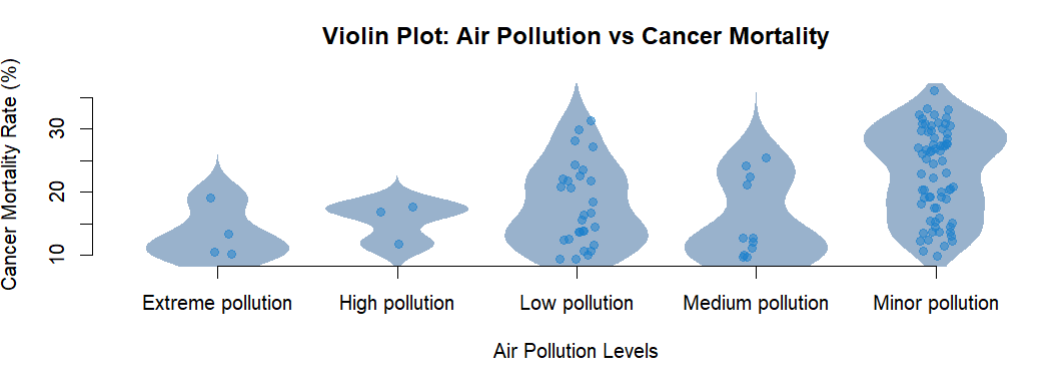 Violin Plot: Air Pollution vs Cancer Mortality
Cancer Mortality Rate (%)
30
20
10
Extreme pollution
High pollution
Low pollution
Medium pollution
Minor pollution
Air Pollution Levels